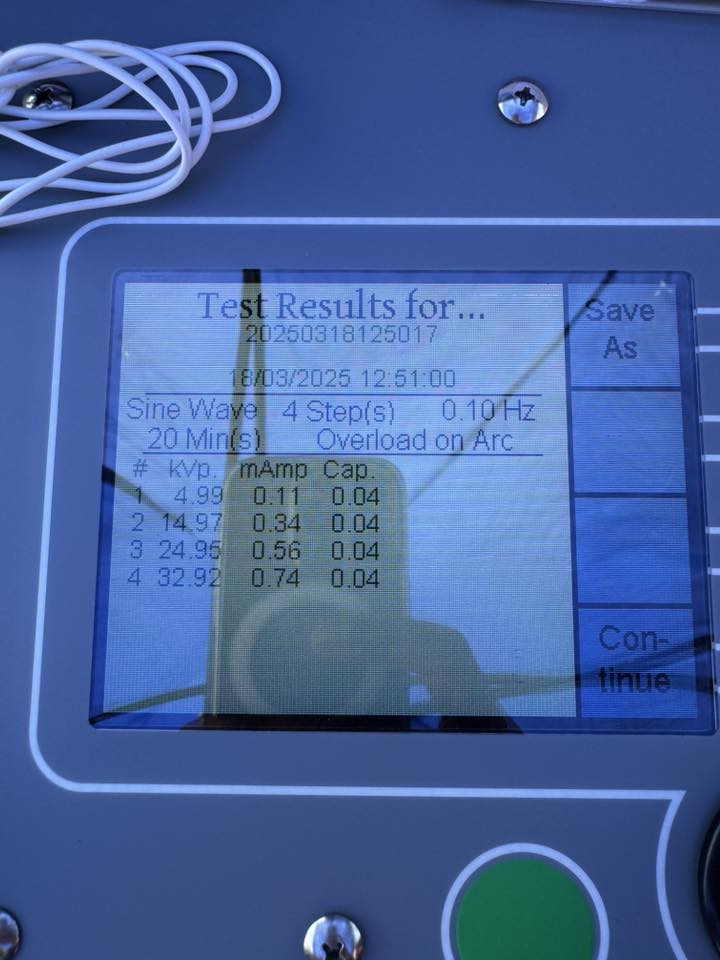 Test Results for...
20250318125017
18/03/2025 12:51:00
Sine Wave 4 Step(s) 0.10 Hz
20 Min(s) Overload on Arc
# kVp. mAmp Cap.
1 4.99 0.11 0.04
2 14.97 0.34 0.04
3 24.95 0.56 0.04
4 32.92 0.74 0.04
Save
As
Con-
tinue